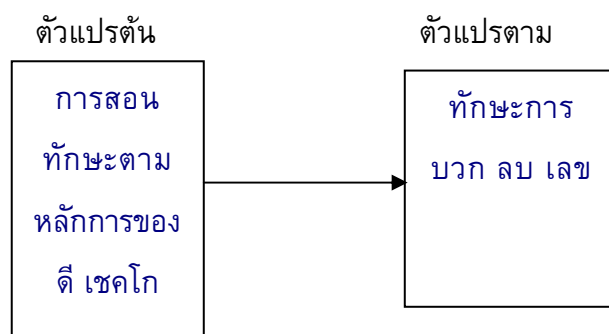 ตัวแปรต้น
ตัวแปรตาม
การสอน
ทักษะตาม
หลักการของ
ดี เชคโก
ทักษะการ
บวก ลบ เลข